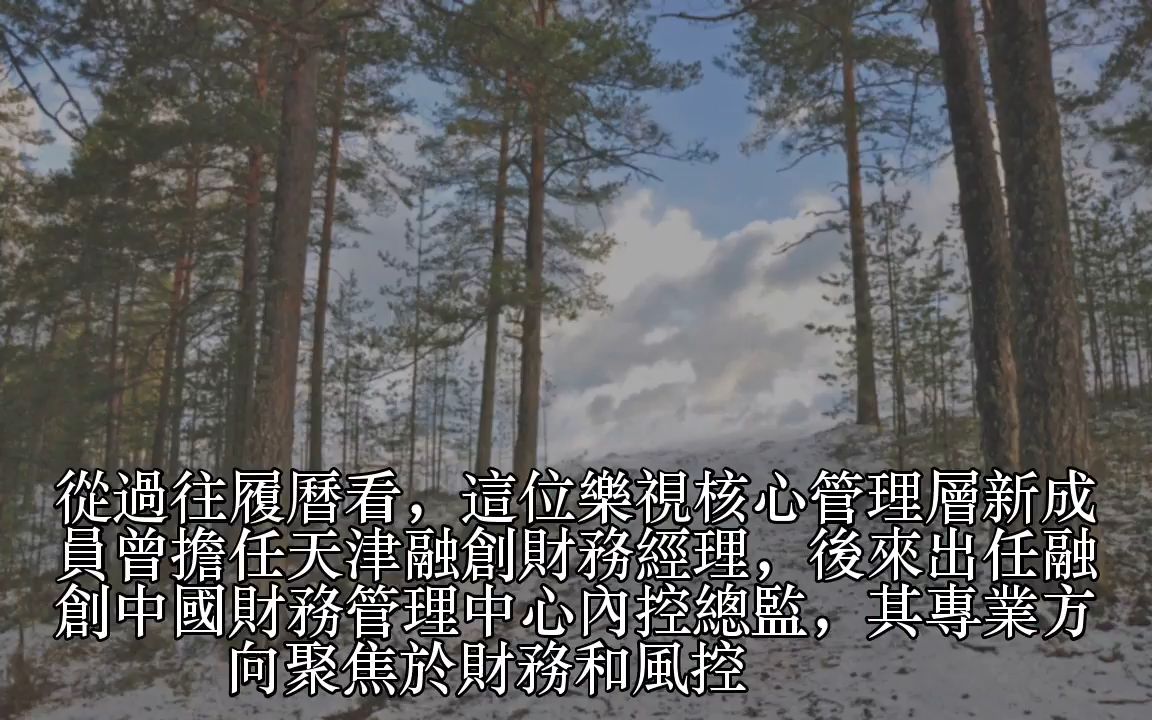 從過往履曆看，這位樂視核心管理層新成
員曾擔任天津融創財務經理，後來出任融
創中國財務管理中心內控總監，其專業方
向聚焦於財務和風控